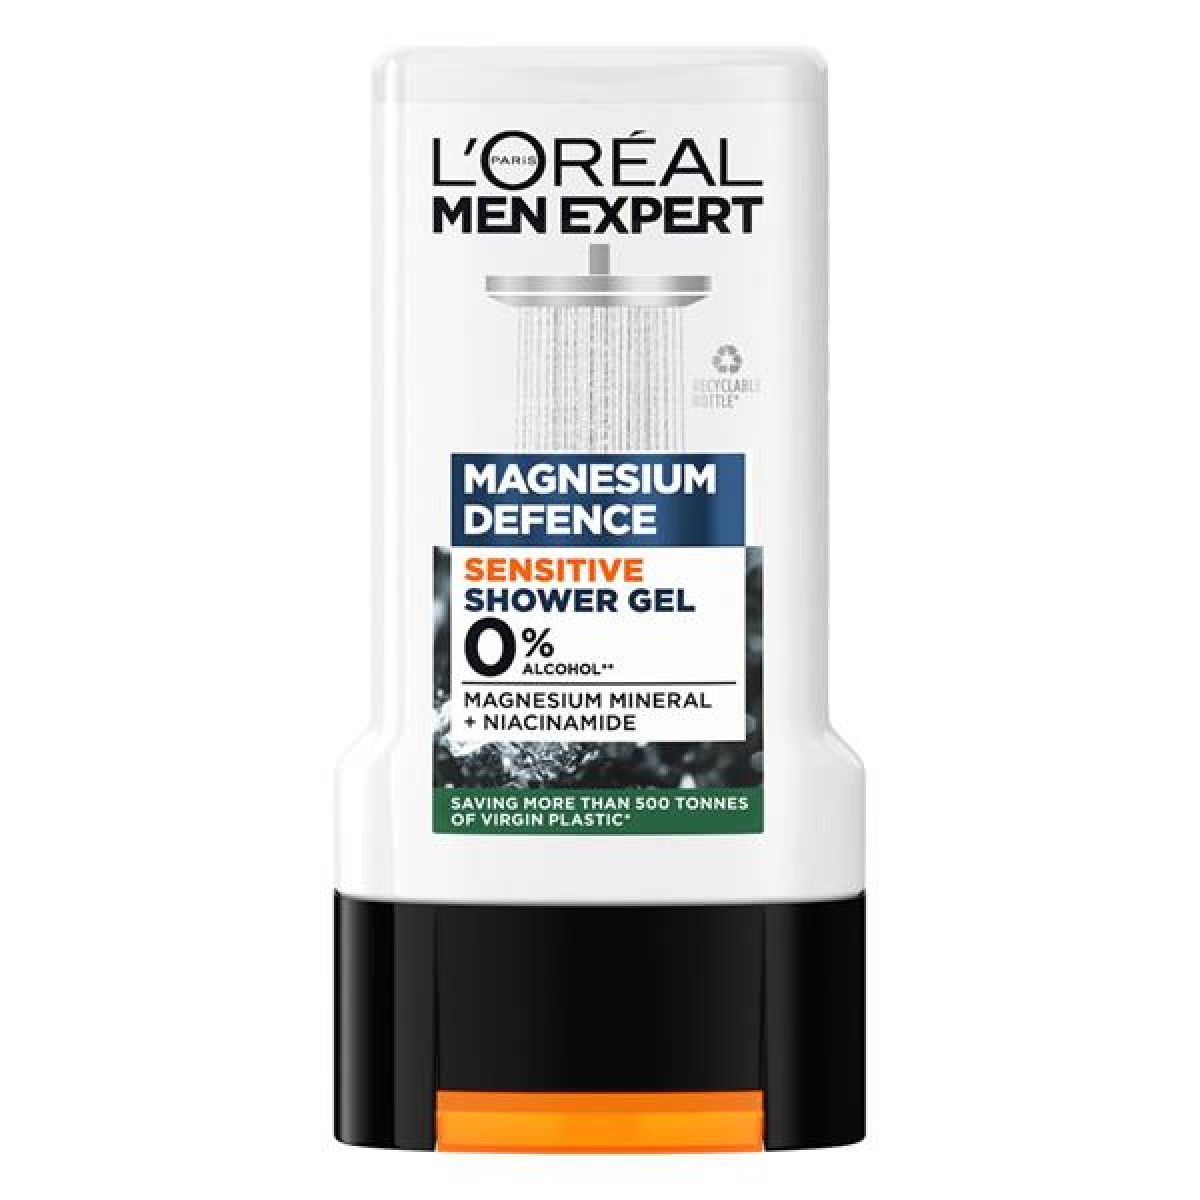 L'ORÉAL
PARIS
MEN EXPERT
RECYCLABLE
BOTTLE*
MAGNESIUM
DEFENCE
SENSITIVE
SHOWER GEL
0%
ALCOHOL**
MAGNESIUM MINERAL
+ NIACINAMIDE
SAVING MORE THAN 500 TONNES
OF VIRGIN PLASTIC*